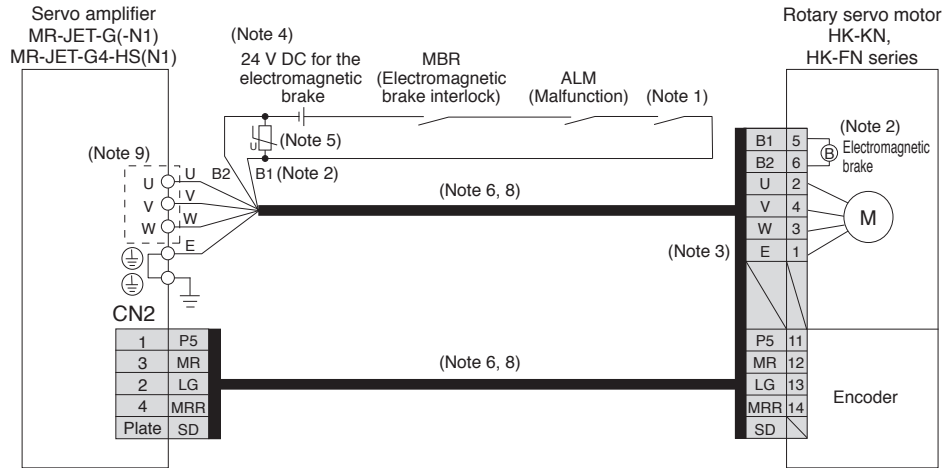 Servo amplifier
MR-JET-G(-N1)
MR-JET-G4-HS(N1)
Rotary servo motor
HK-KN,
HK-FN series
(Note 4)
24 V DC for the
electromagnetic
brake
MBR
(Electromagnetic
brake interlock)
ALM
(Malfunction)
(Note 1)
U
(Note 5)
(Note 9)
U
V
W
U
V
W
E
B2
B1
(Note 2)
(Note 6, 8)
(Note 3)
B1 5
B2 6
U 2
V 4
W 3
E 1
(Note 2)
B
Electromagnetic
brake
M
CN2
1 P5
3 MR
2 LG
4 MRR
Plate SD
(Note 6, 8)
P5 11
MR 12
LG 13
MRR 14
SD
Encoder